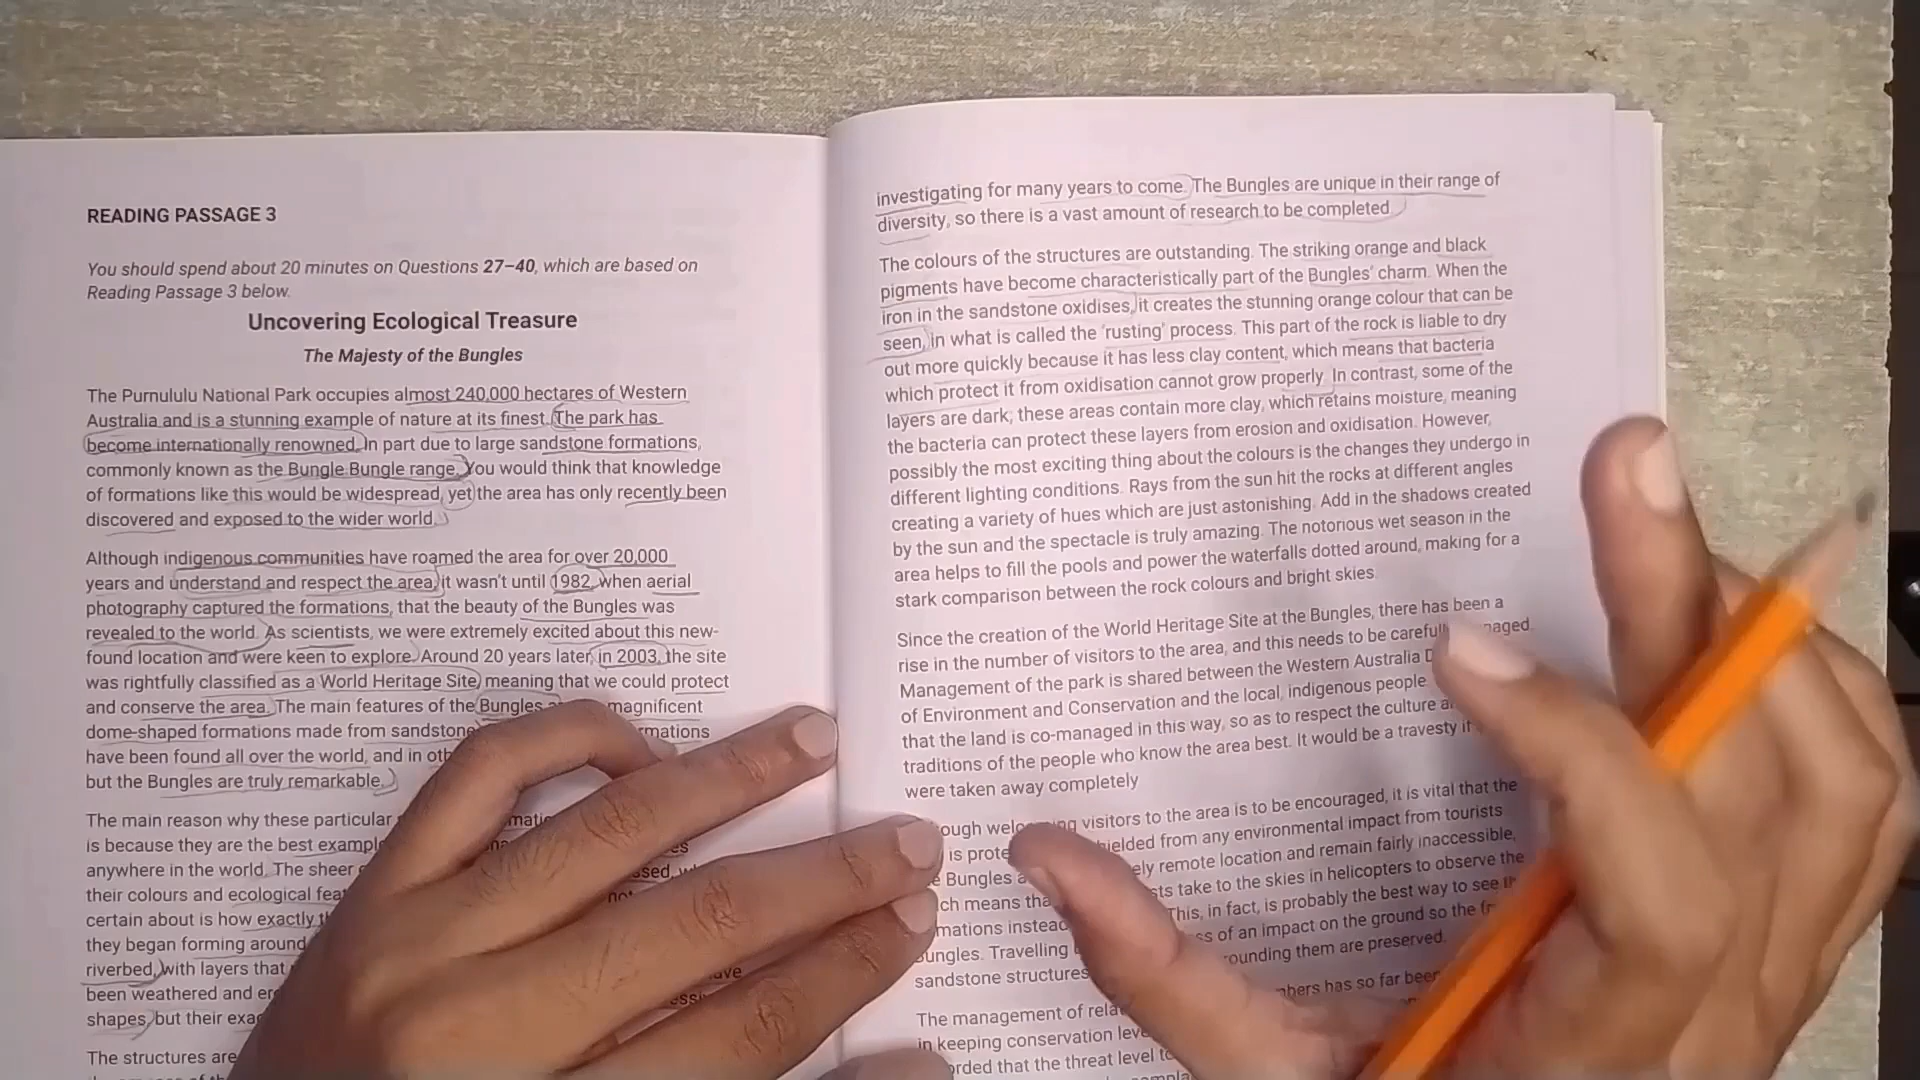 READING PASSAGE 3
You should spend about 20 minutes on Questions 27–40, which are based on
Reading Passage 3 below.
Uncovering Ecological Treasure
The Majesty of the Bungles
The Purnululu National Park occupies almost 240,000 hectares of Western
Australia and is a stunning example of nature at its finest. The park has
become internationally renowned. In part due to large sandstone formations,
commonly known as the Bungle Bungle range. You would think that knowledge
of formations like this would be widespread, yet the area has only recently been
discovered and exposed to the wider world.
Although indigenous communities have roamed the area for over 20,000
years and understand and respect the area, it wasn't until 1982, when aerial
photography captured the formations, that the beauty of the Bungles was
revealed to the world. As scientists, we were extremely excited about this new-
found location and were keen to explore. Around 20 years later, in 2003, the site
was rightfully classified as a World Heritage Site, meaning that we could protect
and conserve the area. The main features of the Bungles magnificent
dome-shaped formations made from sandstone
have been found all over the world, and in
but the Bungles are truly remarkable.
The main reason why these particular
is because they are the best
anywhere in the world. The sheer
their colours and ecological
certain about is how exactly
they began forming around
riverbed, with layers that
been weathered and
shapes, but their
The structures are
investigating for many years to come. The Bungles are unique in their range of
diversity, so there is a vast amount of research to be completed
The colours of the structures are outstanding. The striking orange and black
pigments have become characteristically part of the Bungles' charm. When the
iron in the sandstone oxidises, it creates the stunning orange colour that can be
seen, in what is called the 'rusting' process. This part of the rock is liable to dry
out more quickly because it has less clay content, which means that bacteria
which protect it from oxidisation cannot grow properly. In contrast, some of the
layers are dark; these areas contain more clay, which retains moisture, meaning
the bacteria can protect these layers from erosion and oxidisation. However,
possibly the most exciting thing about the colours is the changes they undergo in
different lighting conditions. Rays from the sun hit the rocks at different angles
creating a variety of hues which are just astonishing. Add in the shadows created
by the sun and the spectacle is truly amazing. The notorious wet season in the
area helps to fill the pools and power the waterfalls dotted around, making for a
stark comparison between the rock colours and bright skies.
Since the creation of the World Heritage Site at the Bungles, there has been a
rise in the number of visitors to the area, and this needs to be
Management of the park is shared between the Western Australia
of Environment and Conservation and the local, indigenous people
that the land is co-managed in this way, so as to respect the culture
traditions of the people who know the area best. It would be a travesty
were taken away completely
visitors to the area is to be encouraged, it is vital that the
is from any environmental impact from tourists
Bungles remote location and remain fairly inaccessible,
means take to the skies in helicopters to observe the
instead This, in fact, is probably the best way to see
Travelling of an impact on the ground so the
sandstone structures them are preserved.
has so far been
The management of
in keeping conservation
that the threat level